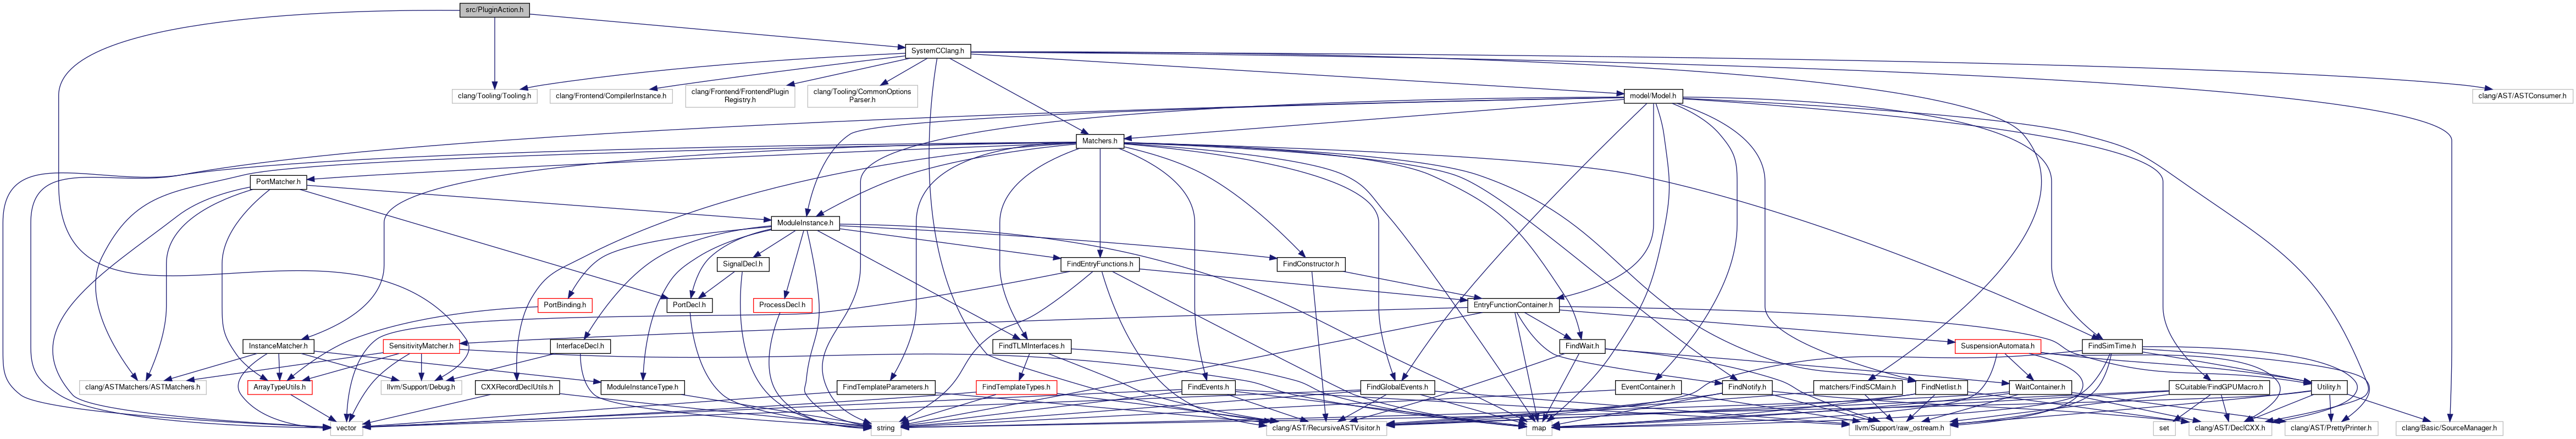 src/PluginAction.h
SystemCClang.h
clang/Tooling/Tooling.h
clang/Frontend/CompilerInstance.h
clang/Frontend/FrontendPlugin
Registry.h
clang/Tooling/CommonOptions
Parser.h
model/Model.h
clang/AST/ASTConsumer.h
Matchers.h
PortMatcher.h
ModuleInstance.h
SignalDecl.h
FindEntryFunctions.h
FindConstructor.h
PortBinding.h
PortDecl.h
ProcessDecl.h
EntryFunctionContainer.h
InstanceMatcher.h
SensitivityMatcher.h
InterfaceDecl.h
FindTLMInterfaces.h
FindWait.h
SuspensionAutomata.h
FindSimTime.h
clang/ASTMatchers/ASTMatchers.h
ArrayTypeUtils.h
llvm/Support/Debug.h
CXXRecordDeclUtils.h
ModuleInstanceType.h
FindTemplateParameters.h
FindTemplateTypes.h
FindEvents.h
FindGlobalEvents.h
EventContainer.h
FindNotify.h
matchers/FindSCMain.h
FindNetlist.h
WaitContainer.h
SCuitable/FindGPUMacro.h
Utility.h
vector
string
clang/AST/RecursiveASTVisitor.h
map
llvm/Support/raw_ostream.h
set
clang/AST/DeclCXX.h
clang/AST/PrettyPrinter.h
clang/Basic/SourceManager.h